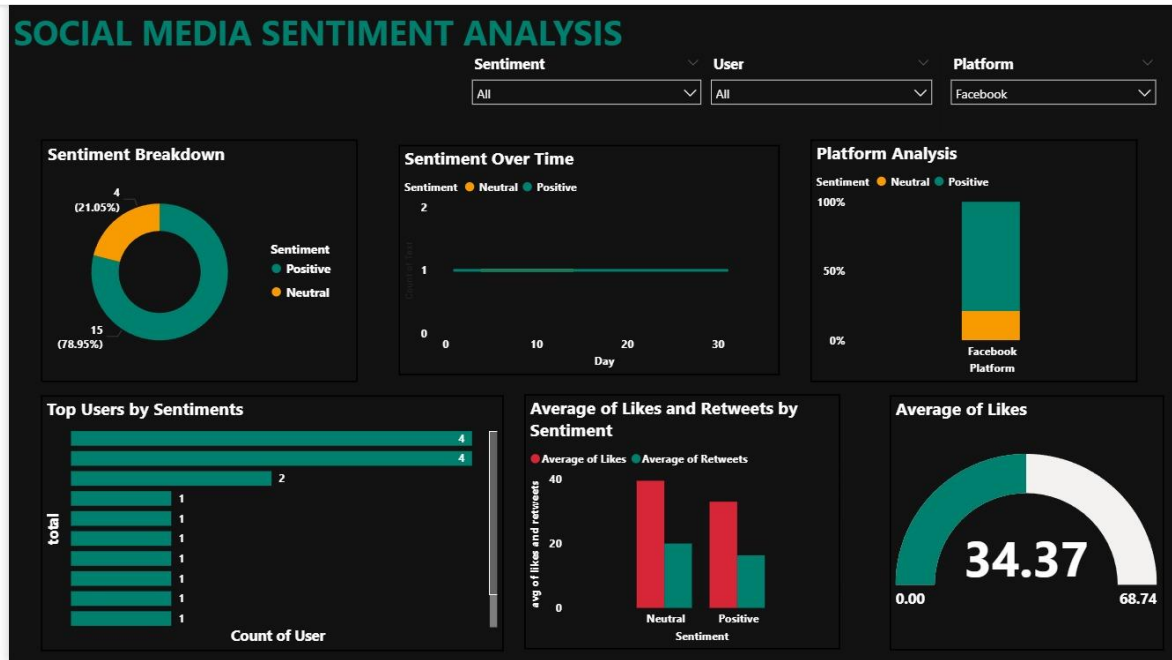 SOCIAL MEDIA SENTIMENT ANALYSIS
Sentiment
All
User
All
Platform
Facebook
Sentiment Breakdown
4
(21.05%)
15
(78.95%)
Sentiment
Positive
Neutral
Sentiment Over Time
Sentiment Neutral Positive
2
1
0
Count of Text
0 10 20 30
Day
Platform Analysis
Sentiment Neutral Positive
100%
50%
0%
Facebook
Platform
Top Users by Sentiments
total
4
4
2
1
1
1
1
1
1
1
Count of User
Average of Likes and Retweets by
Sentiment
Average of Likes Average of Retweets
avg of likes and retweets
40
20
0
Neutral Positive
Sentiment
Average of Likes
34.37
0.00 68.74